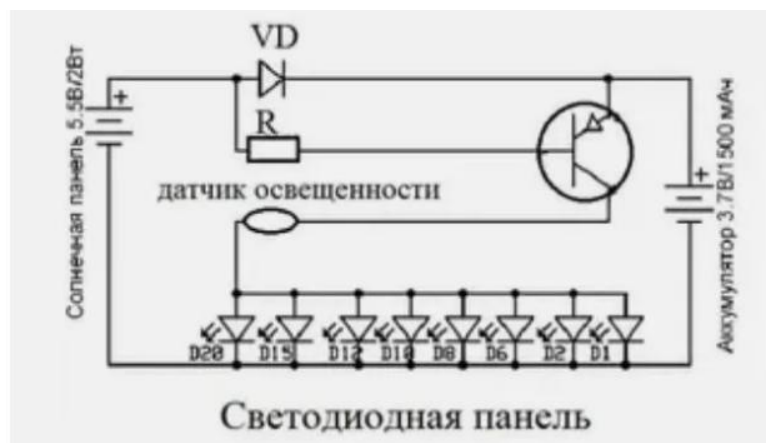 VD
Солнечная панель 5.5В/2Вт
+
R
датчик освещенности
+
Аккумулятор 3.7В/1500 мАч
D20 D15 D12 D10 D8 D6 D2 D1
Светодиодная панель